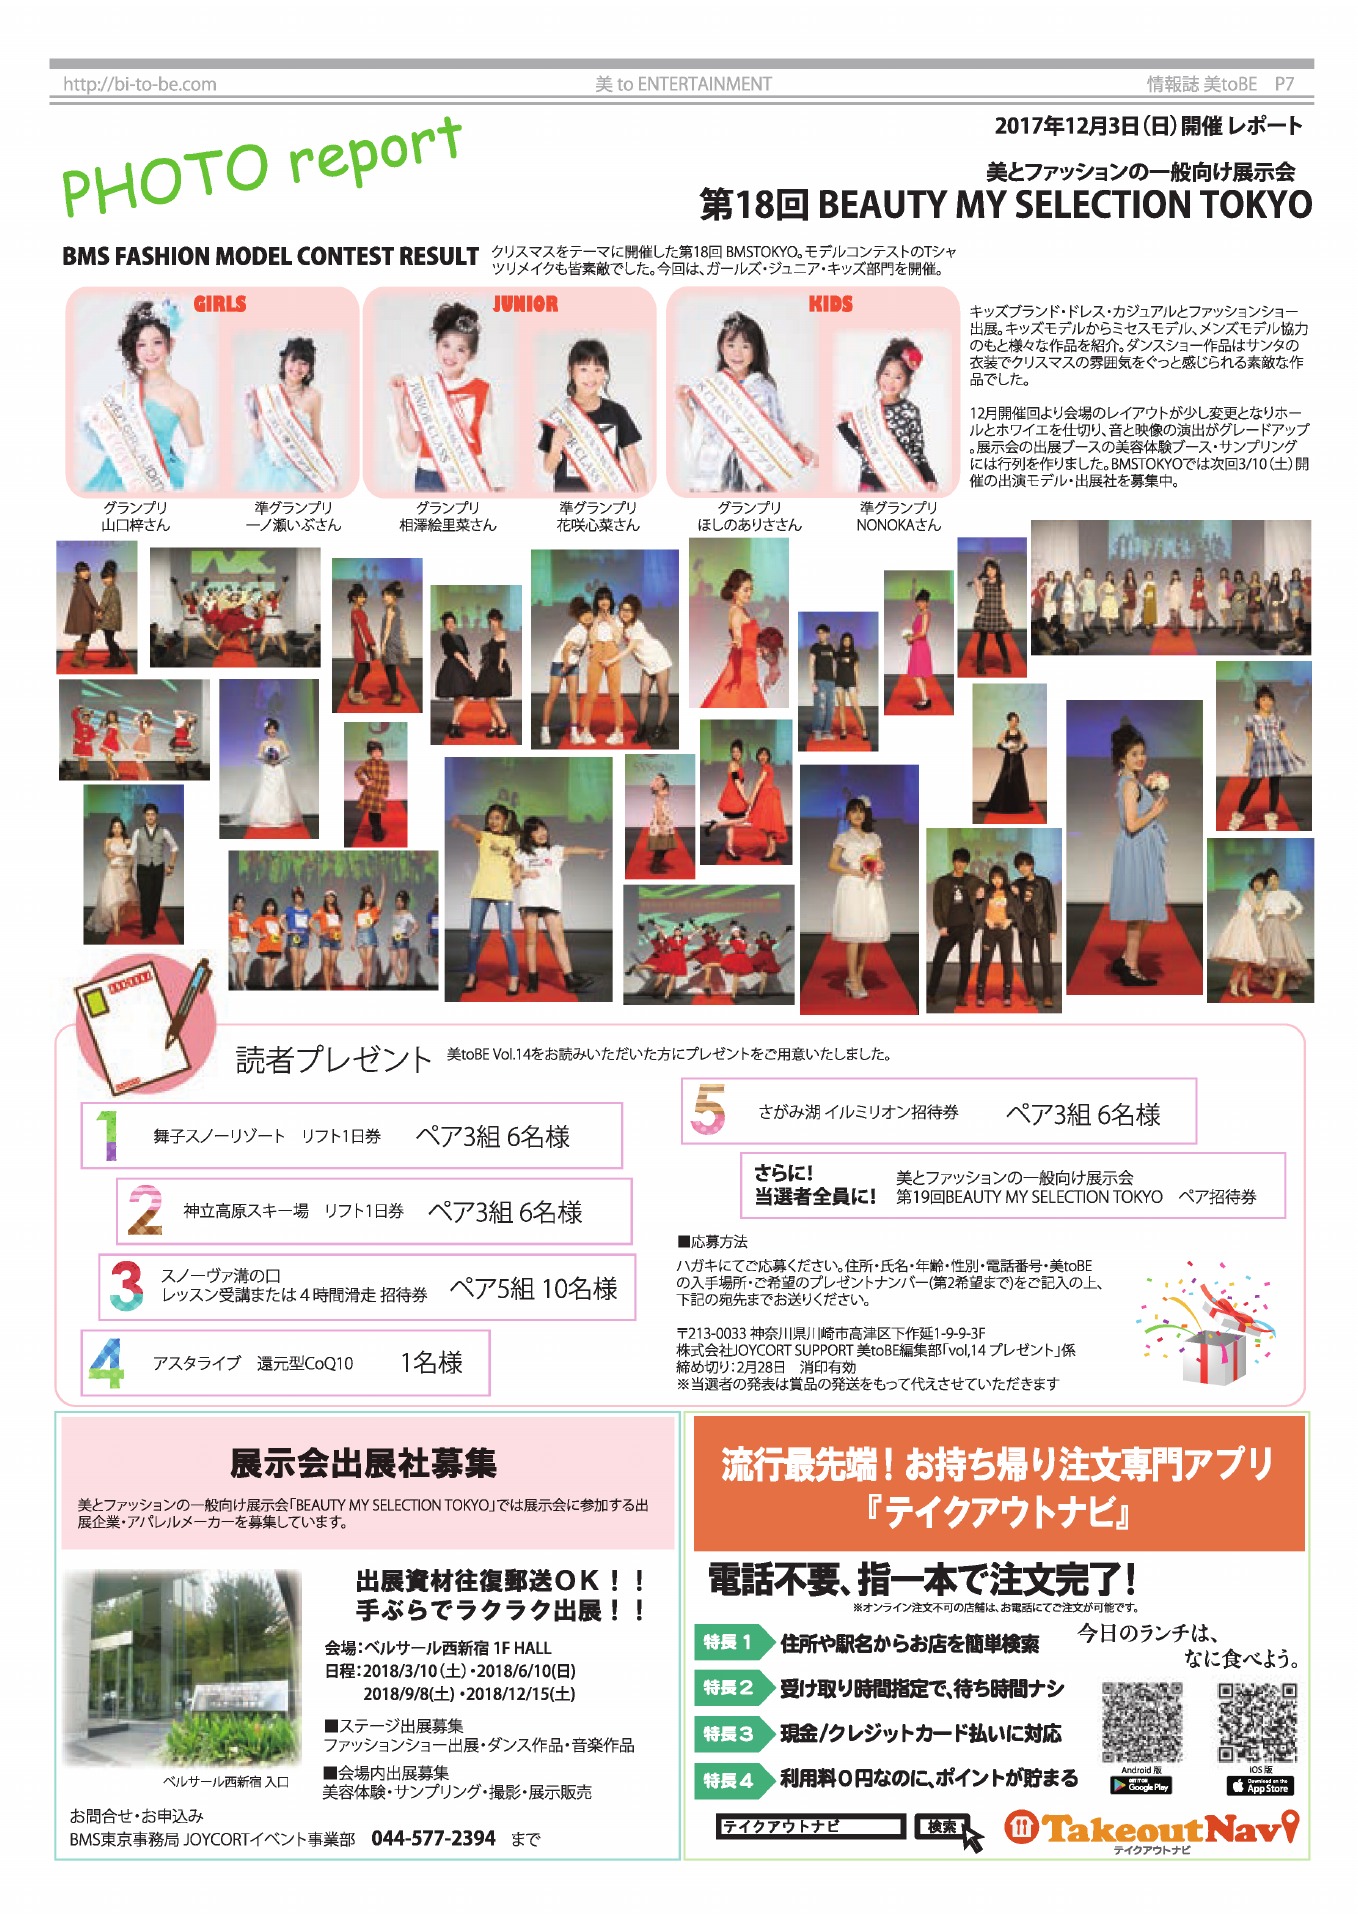 http://bi-to-be.com
美 to ENTERTAINMENT
情報誌 美toBE　P7
PHOTO report
2017年12月3日（日）開催 レポート
美とファッションの一般向け展示会
第18回 BEAUTY MY SELECTION TOKYO
BMS FASHION MODEL CONTEST RESULT
クリスマスをテーマに開催した第18回 BMSTOKYO。モデルコンテストのTシャ
ツリメイクも皆素敵でした。今回は、ガールズ・ジュニア・キッズ部門を開催。
GIRLS
JUNIOR
KIDS
グランプリ
山口梓さん
準グランプリ
一ノ瀬いぶさん
グランプリ
相澤絵里菜さん
準グランプリ
花咲心菜さん
グランプリ
ほしのありささん
準グランプリ
NONOKAさん
キッズブランド・ドレス・カジュアルとファッションショー
出展。キッズモデルからミセスモデル、メンズモデル協力
のもと様々な作品を紹介。ダンスショー作品はサンタの
衣装でクリスマスの雰囲気をぐっと感じられる素敵な作
品でした。
12月開催回より会場のレイアウトが少し変更となりホー
ルとホワイエを仕切り、音と映像の演出がグレードアップ
。展示会の出展ブースの美容体験ブース・サンプリング
には行列を作りました。BMSTOKYOでは次回3/10（土）開
催の出演モデル・出展社を募集中。
読者プレゼント
美toBE Vol.14をお読みいただいた方にプレゼントをご用意いたしました。
1 舞子スノーリゾート　リフト1日券　ペア3組 6名様
2 神立高原スキー場　リフト1日券　ペア3組 6名様
3 スノーヴァ溝の口
レッスン受講または４時間滑走 招待券　ペア5組 10名様
4 アスタライブ　還元型CoQ10　1名様
5 さがみ湖 イルミリオン招待券　ペア3組 6名様
さらに!
当選者全員に!
美とファッションの一般向け展示会
第19回BEAUTY MY SELECTION TOKYO　ペア招待券
■応募方法
ハガキにてご応募ください。住所・氏名・年齢・性別・電話番号・美toBE
の入手場所・ご希望のプレゼントナンバー(第2希望まで)をご記入の上、
下記の宛先までお送りください。
〒213-0033 神奈川県川崎市高津区下作延1-9-9-3F
株式会社JOYCORT SUPPORT 美toBE編集部「vol,14 プレゼント」係
締め切り：2月28日　消印有効
※当選者の発表は賞品の発送をもって代えさせていただきます
展示会出展社募集
美とファッションの一般向け展示会「BEAUTY MY SELECTION TOKYO」では展示会に参加する出
展企業・アパレルメーカーを募集しています。
出展資材往復郵送ＯＫ！！
手ぶらでラクラク出展！！
会場：ベルサール西新宿 1F HALL
日程：2018/3/10（土）・2018/6/10(日)
2018/9/8(土)・2018/12/15(土)
■ステージ出展募集
ファッションショー出展・ダンス作品・音楽作品
■会場内出展募集
美容体験・サンプリング・撮影・展示販売
ベルサール西新宿 入口
お問合せ・お申込み
BMS東京事務局 JOYCORTイベント事業部　044-577-2394　まで
流行最先端！お持ち帰り注文専門アプリ
『テイクアウトナビ』
電話不要、指一本で注文完了！
※オンライン注文不可の店舗は、お電話にてご注文が可能です。
特長１ 住所や駅名からお店を簡単検索
特長２ 受け取り時間指定で、待ち時間ナシ
特長３ 現金/クレジットカード払いに対応
特長４ 利用料０円なのに、ポイントが貯まる
今日のランチは、
なに食べよう。
Android 版
GET IT ON
Google Play
iOS 版
Download on the
App Store
テイクアウトナビ
検索
TakeoutNavi
テイクアウトナビ